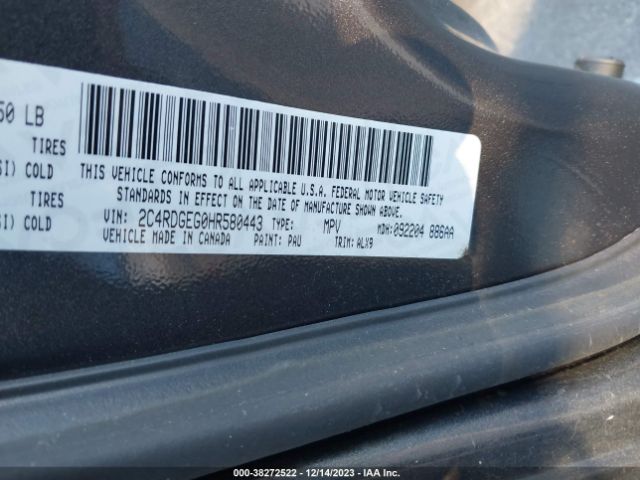 50 LB
TIRES
SI) COLD
TIRES
SI) COLD
THIS VEHICLE CONFORMS TO ALL APPLICABLE U.S.A. FEDERAL MOTOR VEHICLE SAFETY
STANDARDS IN EFFECT ON THE DATE OF MANUFACTURE SHOWN ABOVE.
VIN: 2C4RDGEG0HR580443 TYPE: MPV MDH:092204 886AA
VEHICLE MADE IN CANADA PAINT: PAU TRIM: ALX9
000-38272522 - 12/14/2023 - IAA Inc.